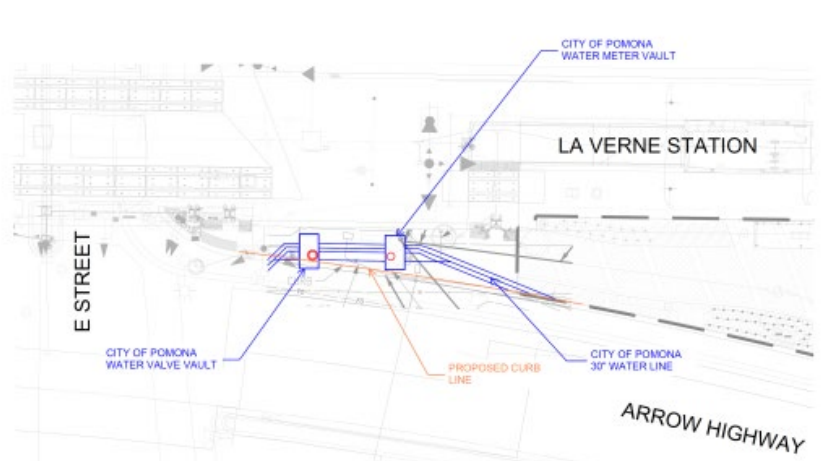 CITY OF POMONA
WATER METER VAULT
LA VERNE STATION
E STREET
CITY OF POMONA
WATER VALVE VAULT
PROPOSED CURB
LINE
CITY OF POMONA
30" WATER LINE
ARROW HIGHWAY